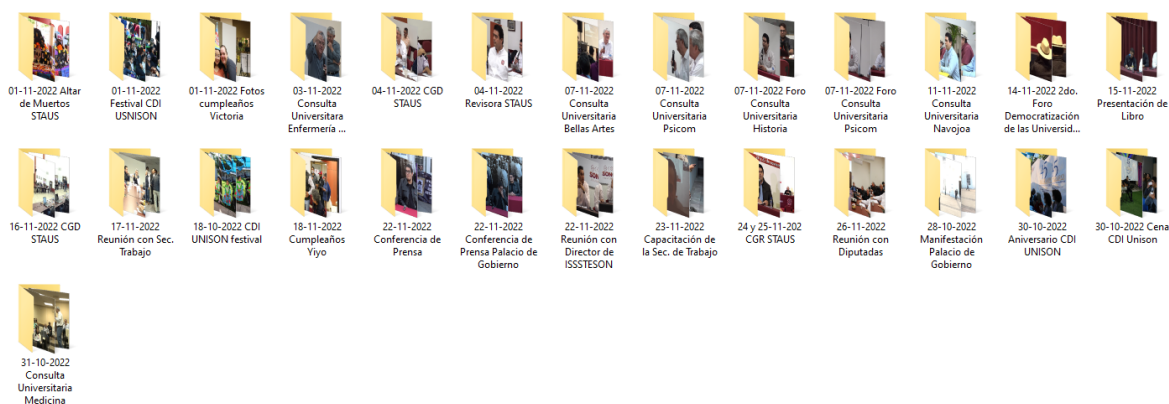 01-11-2022 Altar
de Muertos
STAUS
01-11-2022
Festival CDI
USNISON
01-11-2022 Fotos
cumpleaños
Victoria
03-11-2022
Consulta
Universitara
Enfermería ...
04-11-2022 CGD
STAUS
04-11-2022
Revisora STAUS
07-11-2022
Consulta
Universitaria
Bellas Artes
07-11-2022
Consulta
Universitaria
Psicom
07-11-2022 Foro
Consulta
Universitaria
Historia
07-11-2022 Foro
Consulta
Universitaria
Psicom
11-11-2022
Consulta
Universitaria
Navojoa
14-11-2022 2do.
Foro
Democratización
de las Universid...
15-11-2022
Presentación de
Libro
16-11-2022 CGD
STAUS
17-11-2022
Reunión con Sec.
Trabajo
18-10-2022 CDI
UNISON festival
18-11-2022
Cumpleaños
Yiyo
22-11-2022
Conferencia de
Prensa
22-11-2022
Conferencia de
Prensa Palacio de
Gobierno
22-11-2022
Reunión con
Director de
ISSSTESON
23-11-2022
Capacitación de
la Sec. de Trabajo
24 y 25-11-202
CGR STAUS
26-11-2022
Reunión con
Diputadas
28-10-2022
Manifestación
Palacio de
Gobierno
30-10-2022
Aniversario CDI
UNISON
30-10-2022 Cena
CDI Unison
31-10-2022
Consulta
Universitaria
Medicina